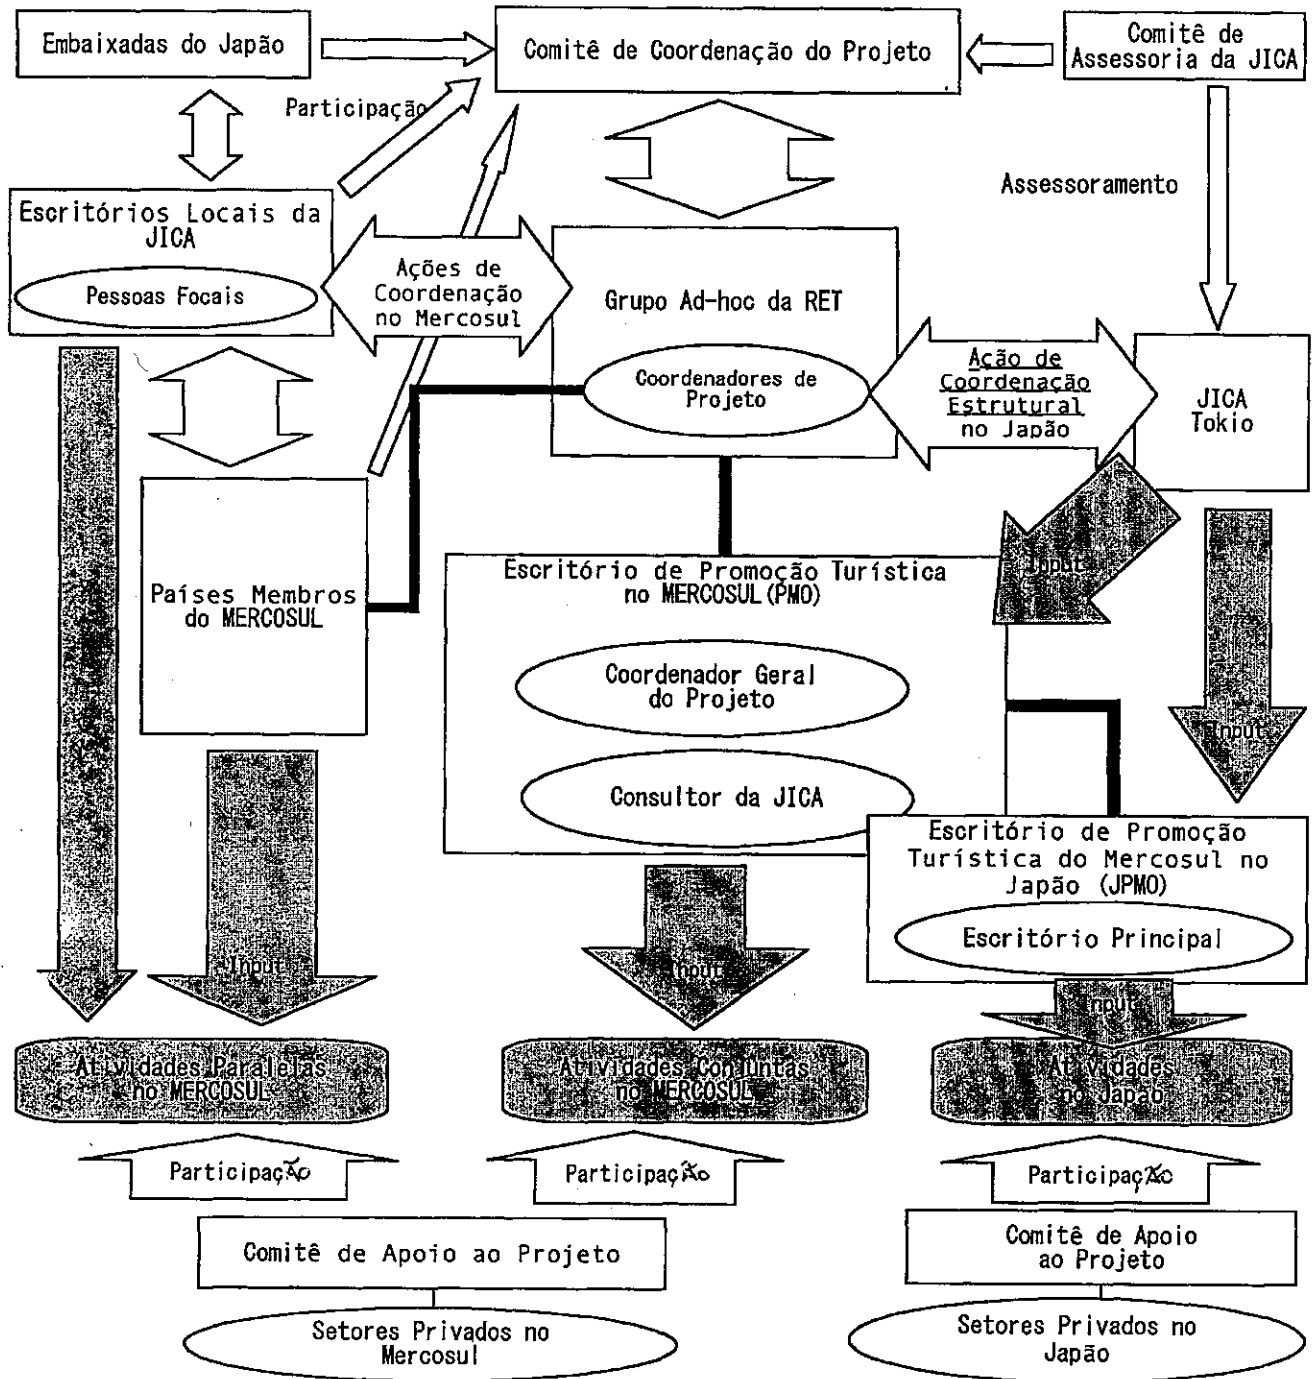 Embaixadas do Japão
Comitê de Coordenação do Projeto
Comitê de
Assessoria da JICA
Participação
Assessoramento
Escritórios Locais da
JICA
Pessoas Focais
Ações de
Coordenação
no Mercosul
Grupo Ad-hoc da RET
Coordenadores de
Projeto
Ação de
Coordenação
Estrutural
no Japão
JICA
Tokio
Países Membros
do MERCOSUL
Escritório de Promoção Turística
no MERCOSUL(PMO)
Input
Coordenador Geral
do Projeto
Input
Consultor da JICA
Escritório de Promoção
Turística do Mercosul no
Japão (JPMO)
Escritório Principal
Input
Input
Input
Atividades Paralelas
no MERCOSUL
Atividades Conjuntas
no MERCOSUL
Atividades
no Japão
Participação
Participação
Participação
Comitê de Apoio ao Projeto
Comitê de Apoio
ao Projeto
Setores Privados no
Mercosul
Setores Privados no
Japão